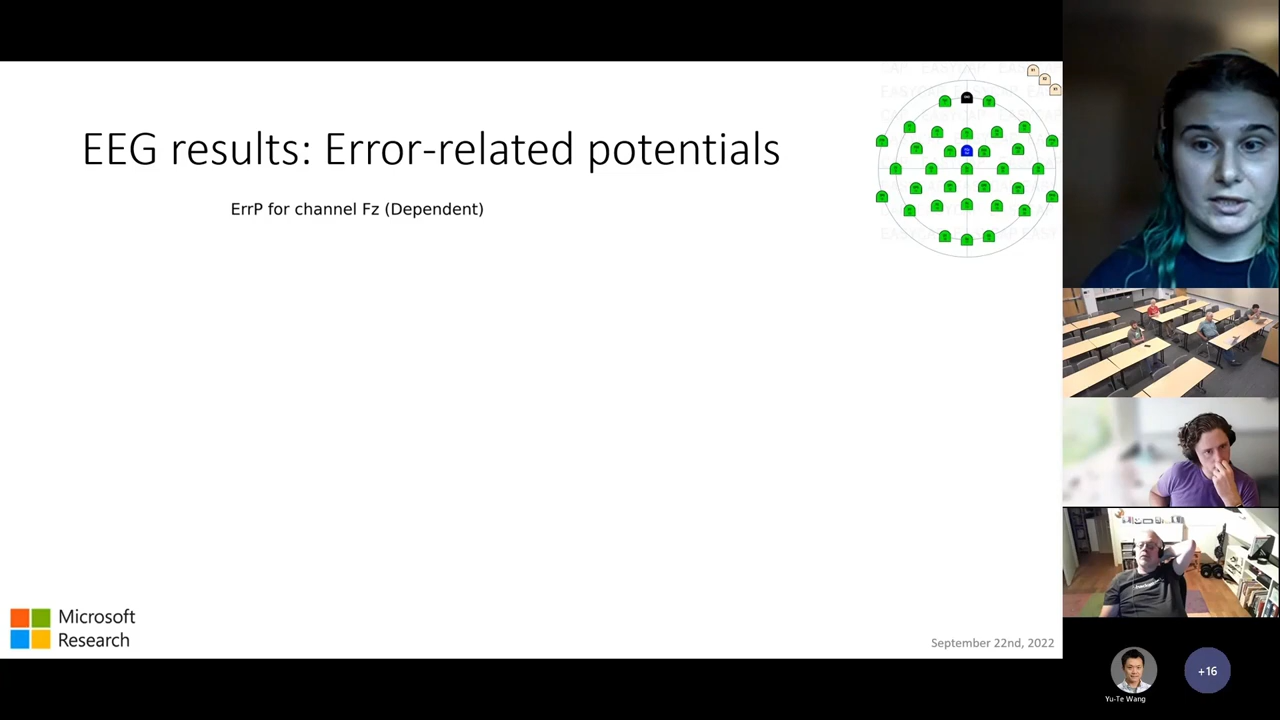 EEG results: Error-related potentials
ErrP for channel Fz (Dependent)
Microsoft
Research
September 22nd, 2022
Yu-Te Wang
+16